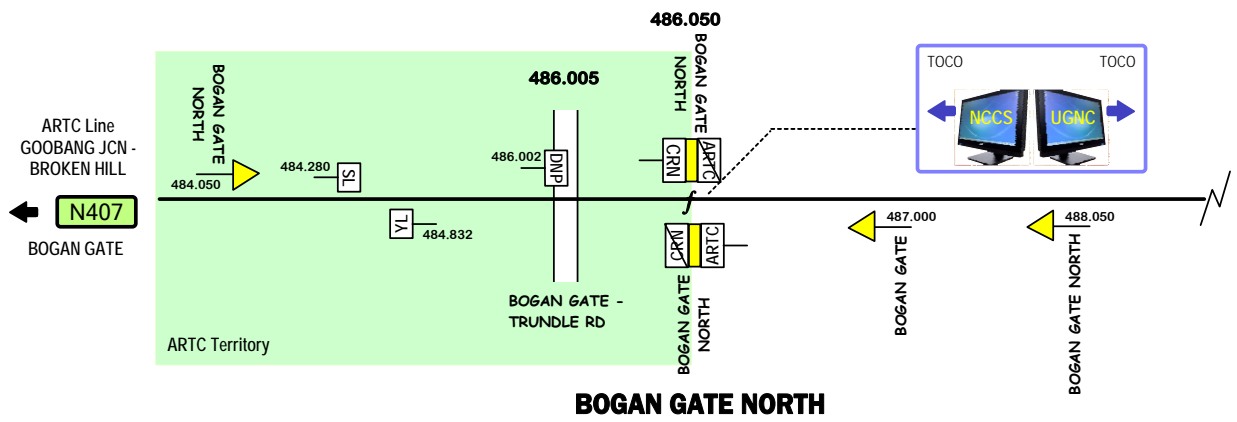 486.050
BOGAN GATE
NORTH
486.005
TOCO
TOCO
NCCS
UGNC
ARTC Line
GOOBANG JCN -
BROKEN HILL
N407
BOGAN GATE
BOGAN GATE
NORTH
484.050
484.280
SL
YL
484.832
486.002
DNP
CRN
ARTC
CRN
ARTC
BOGAN GATE
NORTH
BOGAN GATE -
TRUNDLE RD
487.000
BOGAN GATE
488.050
BOGAN GATE NORTH
ARTC Territory
BOGAN GATE NORTH